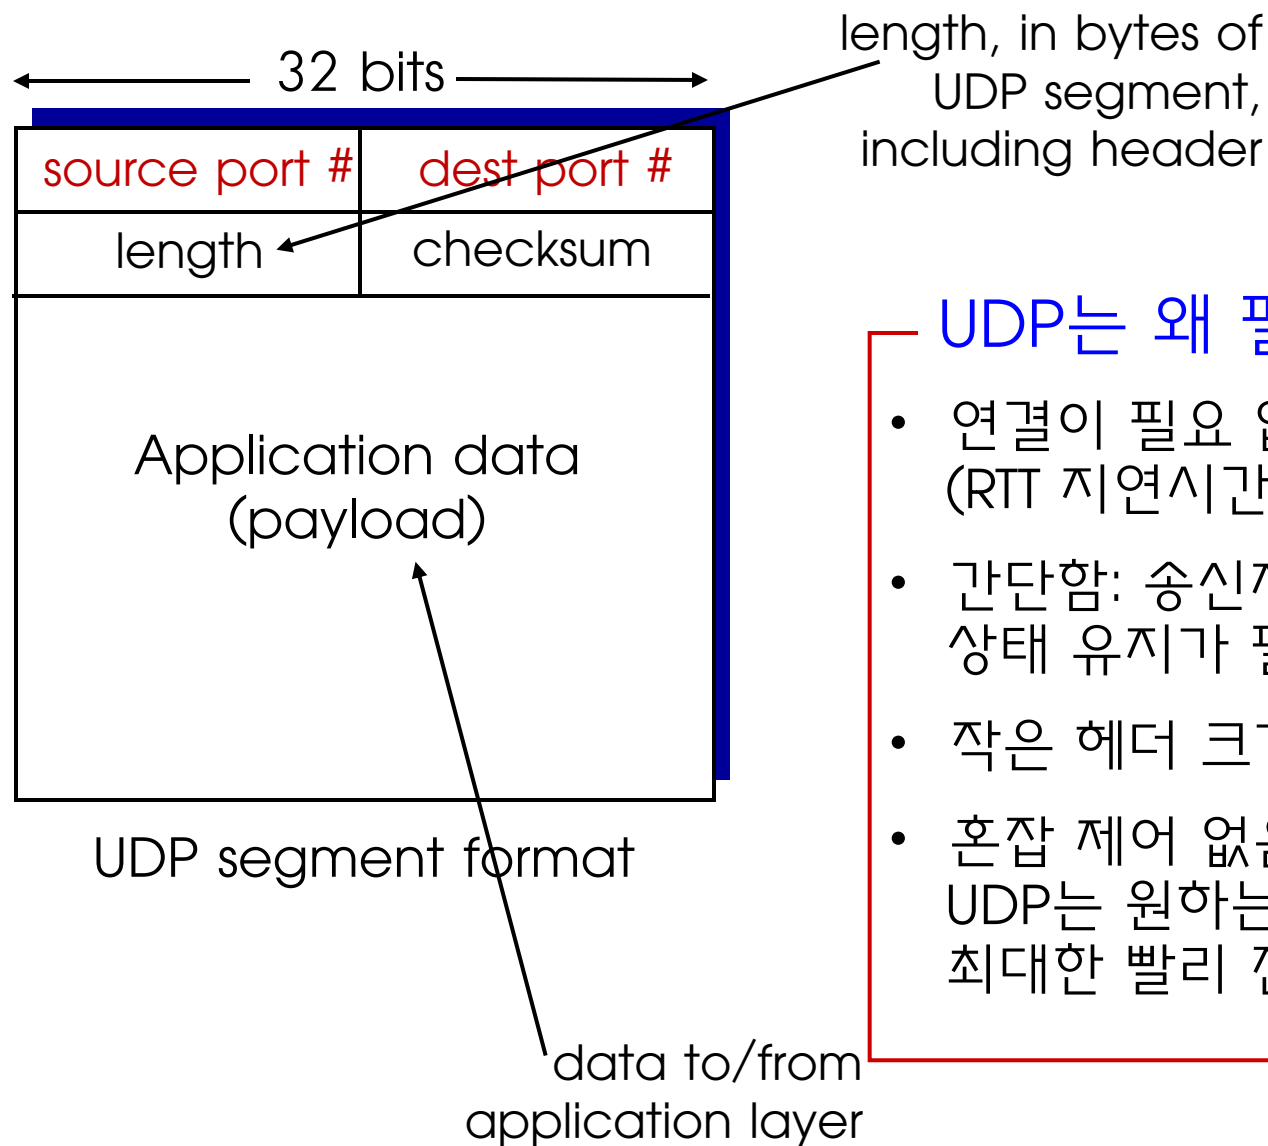 length, in bytes of
UDP segment,
including header
32 bits
source port #
dest port #
length
checksum
Application data
(payload)
UDP segment format
data to/from
application layer
UDP는 왜
• 연결이 필요
(RTT 지연시간
• 간단함:
상태 유지가
• 작은 헤더
• 혼잡 제어
UDP는 원하는
최대한 빨리